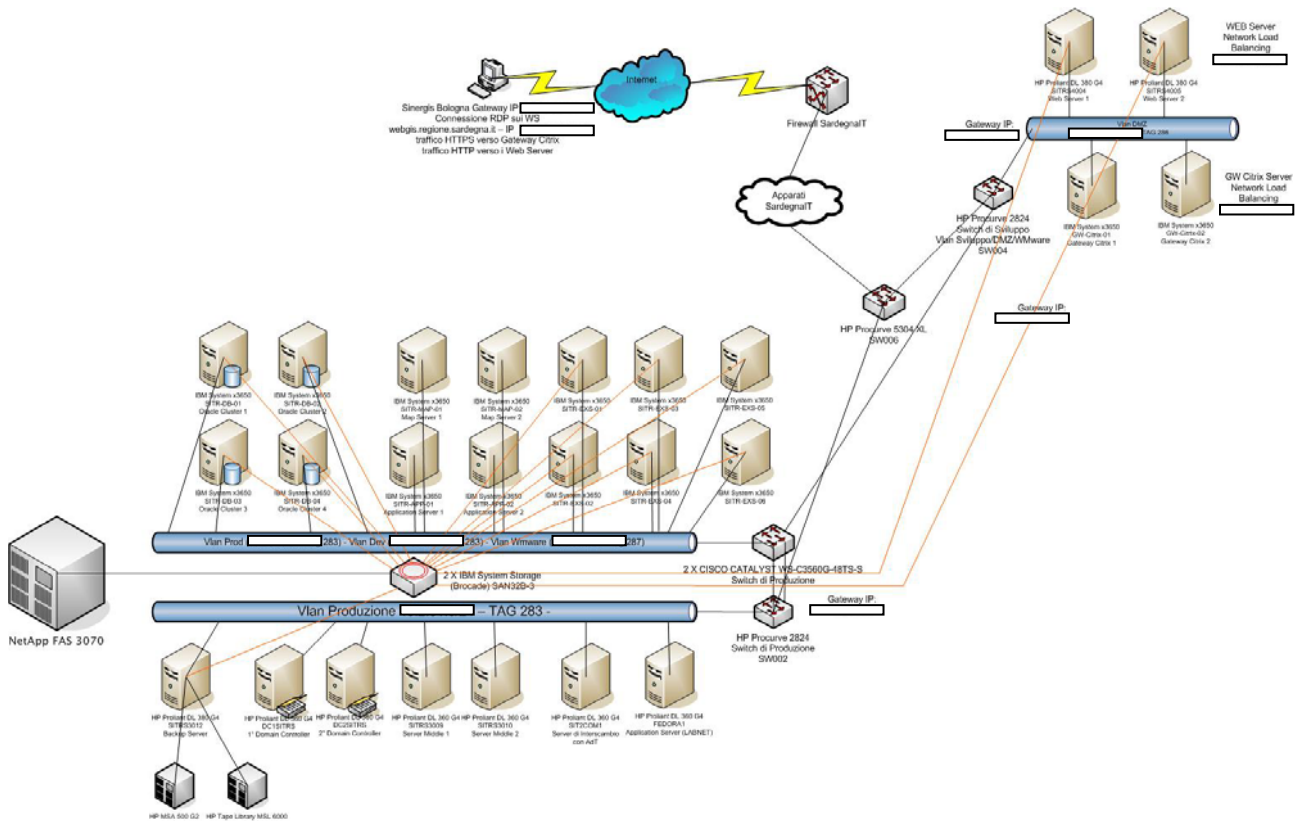 WEB Server
Network Load
Balancing
HP Proliant DL 360 G4
SITRS4004
Web Server 1
HP Proliant DL 360 G4
SITRS4005
Web Server 2
Internet
Sinergis Bologna Gateway IP
Connessione RDP sui WS
webgis.regione.sardegna.it – IP
traffico HTTPS verso Gateway Citrix
traffico HTTP verso i Web Server
Firewall SardegnaIT
Gateway IP:
Vlan DMZ
TAG 286
Apparati
SardegnaIT
HP Procurve 2824
Switch di Sviluppo
Vlan Sviluppo/DMZ/WMware
SW004
IBM System x3650
GW-Citrix-01
Gateway Citrix 1
IBM System x3650
GW-Citrix-02
Gateway Citrix 2
GW Citrix Server
Network Load
Balancing
HP Procurve 5304 XL
SW006
Gateway IP:
IBM System x3650
SITR-DB-01
Oracle Cluster 1
IBM System x3650
SITR-DB-02
Oracle Cluster 2
IBM System x3650
SITR-MAP-01
Map Server 1
IBM System x3650
SITR-MAP-02
Map Server 2
IBM System x3650
SITR-EXS-01
IBM System x3650
SITR-EXS-03
IBM System x3650
SITR-EXS-05
IBM System x3650
SITR-DB-03
Oracle Cluster 3
IBM System x3650
SITR-DB-04
Oracle Cluster 4
IBM System x3650
SITR-APP-01
Application Server 1
IBM System x3650
SITR-APP-02
Application Server 2
IBM System x3650
SITR-EXS-02
IBM System x3650
SITR-EXS-04
IBM System x3650
SITR-EXS-06
Vlan Prod 283) - Vlan Dev ( 283) - Vlan Wmware ( 287)
NetApp FAS 3070
2 X IBM System Storage
(Brocade) SAN32B-3
2 X CISCO CATALYST WS-C3560G-48TS-S
Switch di Produzione
Vlan Produzione – TAG 283 -
Gateway IP:
HP Procurve 2824
Switch di Produzione
SW002
HP Proliant DL 360 G4
SITRS3012
Backup Server
HP Proliant DL 360 G4
DC1SITRS
1° Domain Controller
HP Proliant DL 360 G4
DC2SITRS
2° Domain Controller
HP Proliant DL 360 G4
SITRS3009
Server Middle 1
HP Proliant DL 360 G4
SITRS3010
Server Middle 2
HP Proliant DL 360 G4
SIT2COM1
Server di Interscambio
con AdT
HP Proliant DL 360 G4
FEDORA1
Application Server (LABNET)
HP MSA 500 G2
HP Tape Library MSL 6000